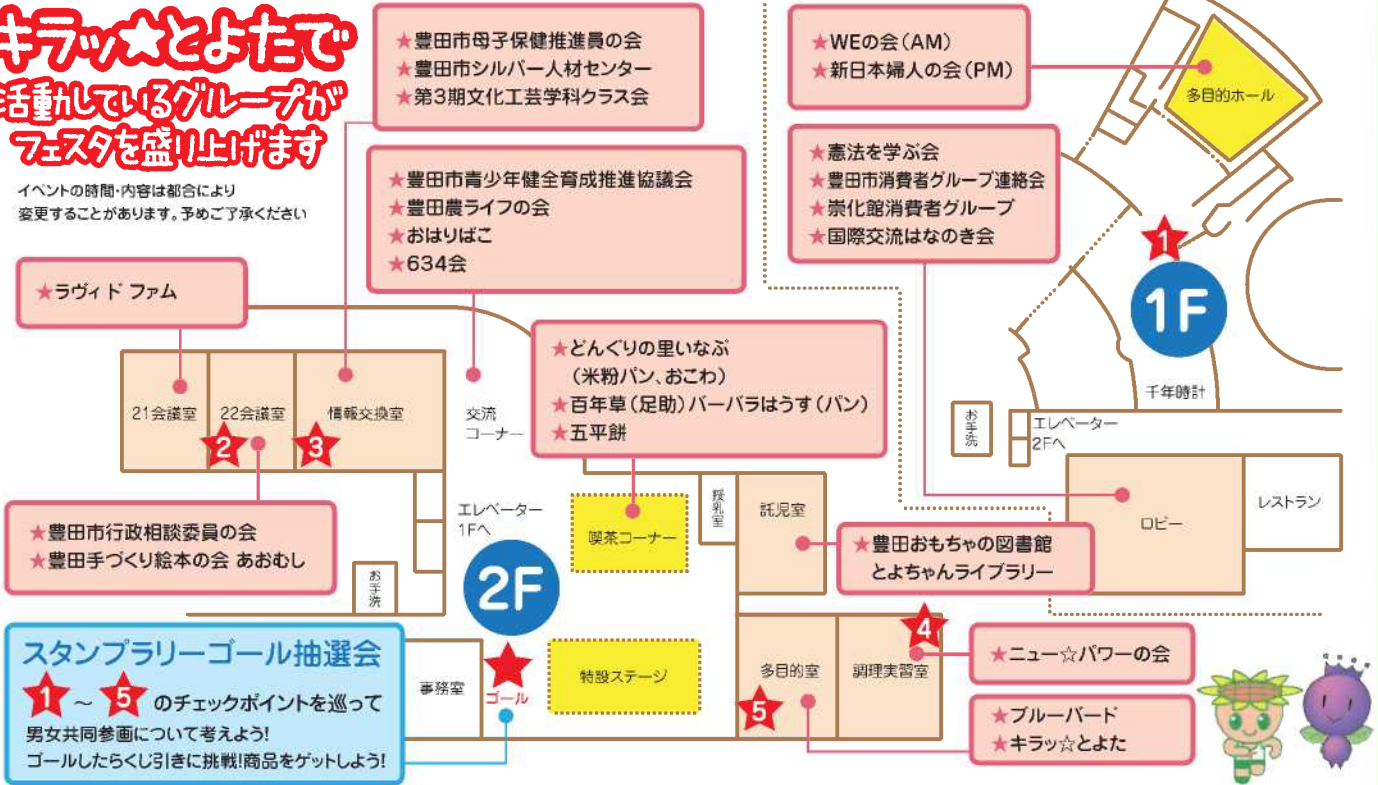 キラッ★とよたで
活動しているグループが
フェスタを盛り上げます
イベントの時間・内容は都合により
変更することがあります。予めご了承ください
★豊田市母子保健推進員の会
★豊田市シルバー人材センター
★第3期文化工芸学科クラス会
★豊田市青少年健全育成推進協議会
★豊田農ライフの会
★おはりばこ
★634会
★ラヴィド ファム
★WEの会(AM)
★新日本婦人の会(PM)
多目的ホール
★憲法を学ぶ会
★豊田市消費者グループ連絡会
★崇化館消費者グループ
★国際交流はなのき会
1
1F
千年時計
お手洗
エレベーター
2Fへ
ロビー
レストラン
★どんぐりの里いなぶ
(米粉パン、おこわ)
★百年草(足助)バーバラはうす(パン)
★五平餅
21会議室
22会議室
情報交換室
2
3
交流
コーナー
★豊田市行政相談委員の会
★豊田手づくり絵本の会 あおむし
エレベーター
1Fへ
お手洗
2F
喫茶コーナー
授乳室
託児室
★豊田おもちゃの図書館
とよちゃんライブラリー
スタンプラリーゴール抽選会
1～5のチェックポイントを巡って
男女共同参画について考えよう!
ゴールしたらくじ引きに挑戦!商品をゲットしよう!
事務室
ゴール
特設ステージ
多目的室
5
調理実習室
4
★ニュー☆パワーの会
★ブルーバード
★キラッ☆とよた